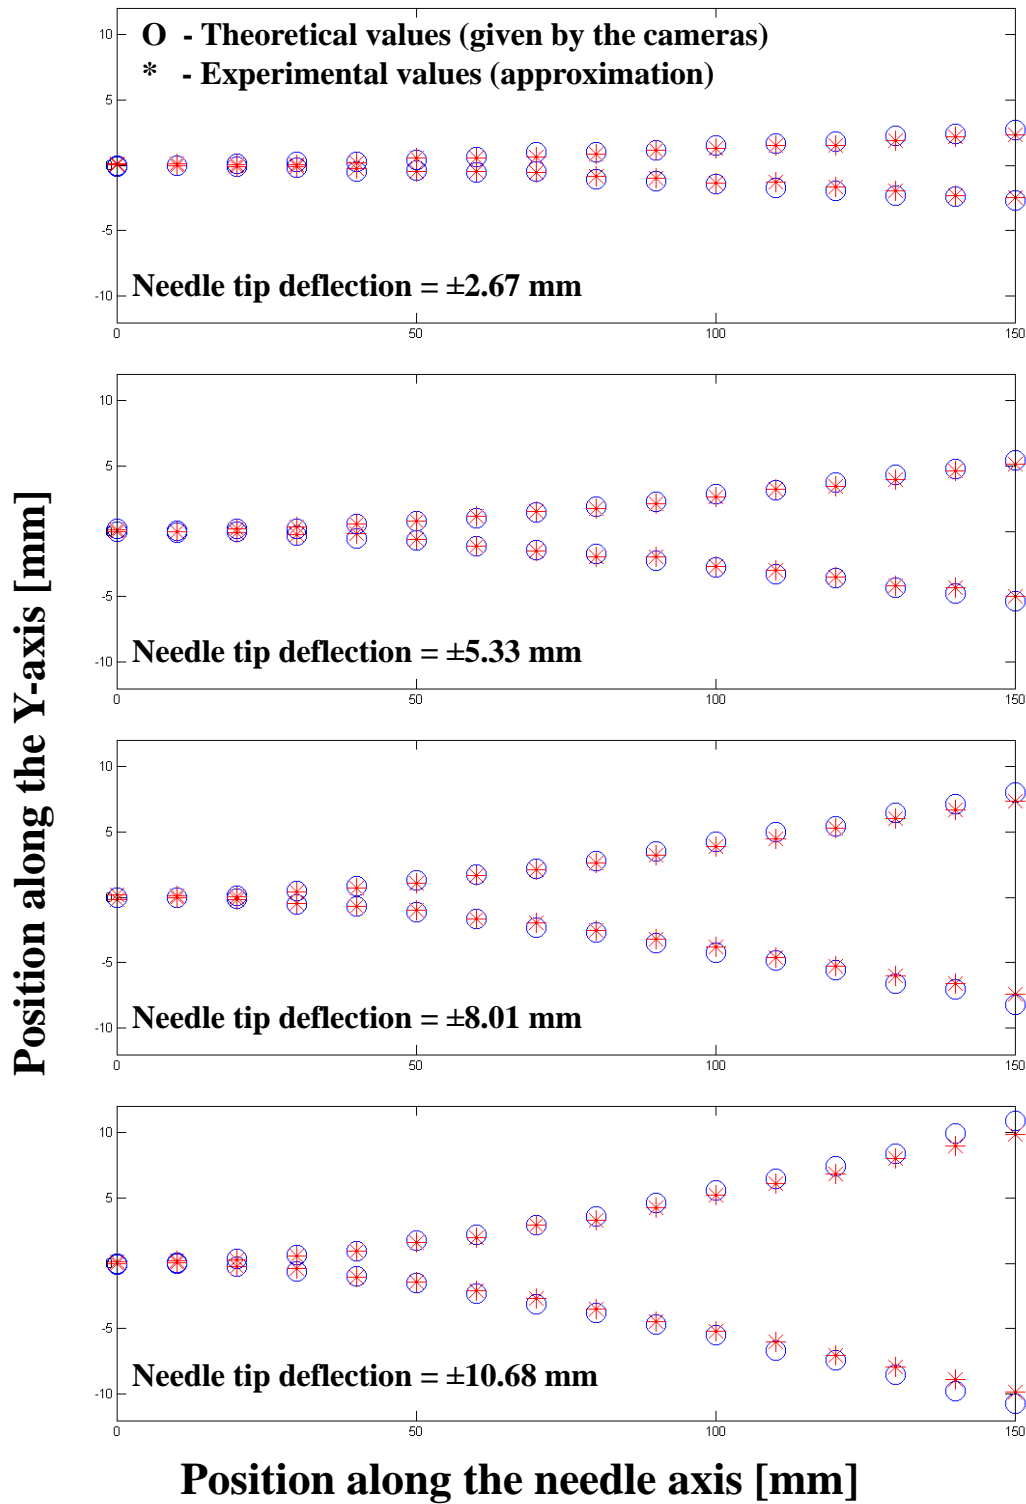 O - Theoretical values (given by the cameras)
* - Experimental values (approximation)
10
5
0
-5
-10
Needle tip deflection = ±2.67 mm
0 50 100 150
10
5
0
-5
-10
Needle tip deflection = ±5.33 mm
0 50 100 150
Position along the Y-axis [mm]
10
5
0
-5
-10
Needle tip deflection = ±8.01 mm
0 50 100 150
10
5
0
-5
-10
Needle tip deflection = ±10.68 mm
0 50 100 150
Position along the needle axis [mm]